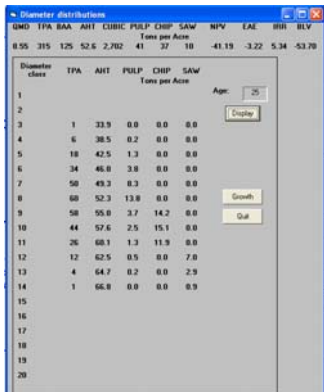 Diameter distributions
QMD TPA BAA AHT CUBIC PULP CHIP SAW NPV EAE IRR BLV
Tons per Acre
8.55 315 125 52.6 2,702 41 37 10 -41.19 -3.22 5.34 -53.70
Diameter class TPA AHT PULP CHIP SAW
Tons per Acre
Age: 25
1
Display
2
3 1 33.9 0.0 0.0 0.0
4 6 38.5 0.2 0.0 0.0
5 18 42.5 1.3 0.0 0.0
6 34 46.0 3.8 0.0 0.0
7 50 49.3 8.3 0.0 0.0
8 60 52.3 13.8 0.0 0.0
Growth
9 58 55.0 3.7 14.2 0.0
Quit
10 44 57.6 2.5 15.1 0.0
11 26 60.1 1.3 11.9 0.0
12 12 62.5 0.5 0.0 7.0
13 4 64.7 0.2 0.0 2.9
14 1 66.8 0.0 0.0 0.9
15
16
17
18
19
20